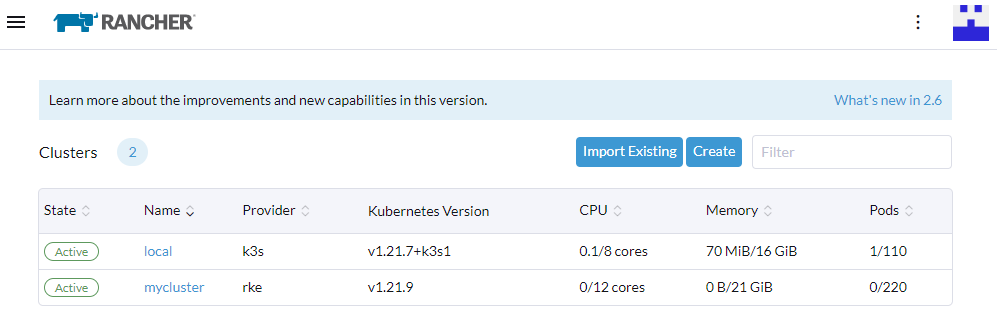 RANCHER
Learn more about the improvements and new capabilities in this version. What's new in 2.6
Clusters 2 Import Existing Create Filter
State Name Provider Kubernetes Version CPU Memory Pods
Active local k3s v1.21.7+k3s1 0.1/8 cores 70 MiB/16 GiB 1/110
Active mycluster rke v1.21.9 0/12 cores 0 B/21 GiB 0/220